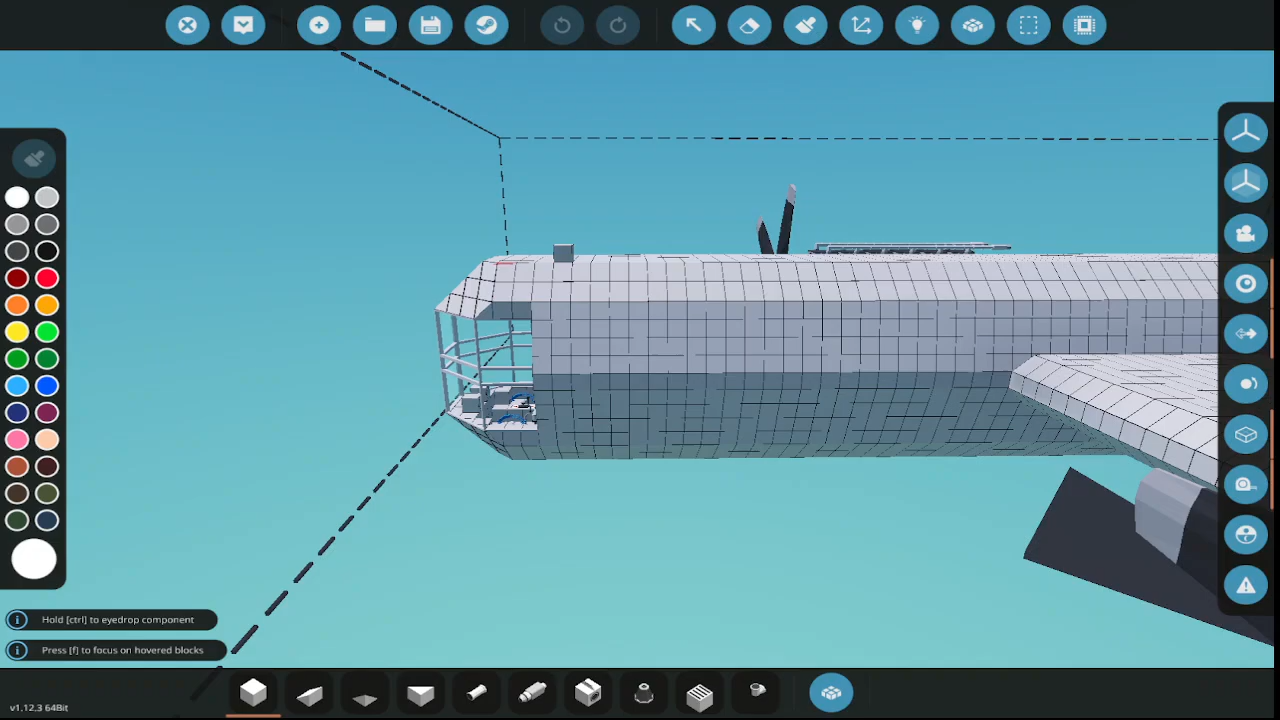 Hold [ctrl] to eyedrop component
Press [f] to focus on hovered blocks
v1.12.3 64Bit